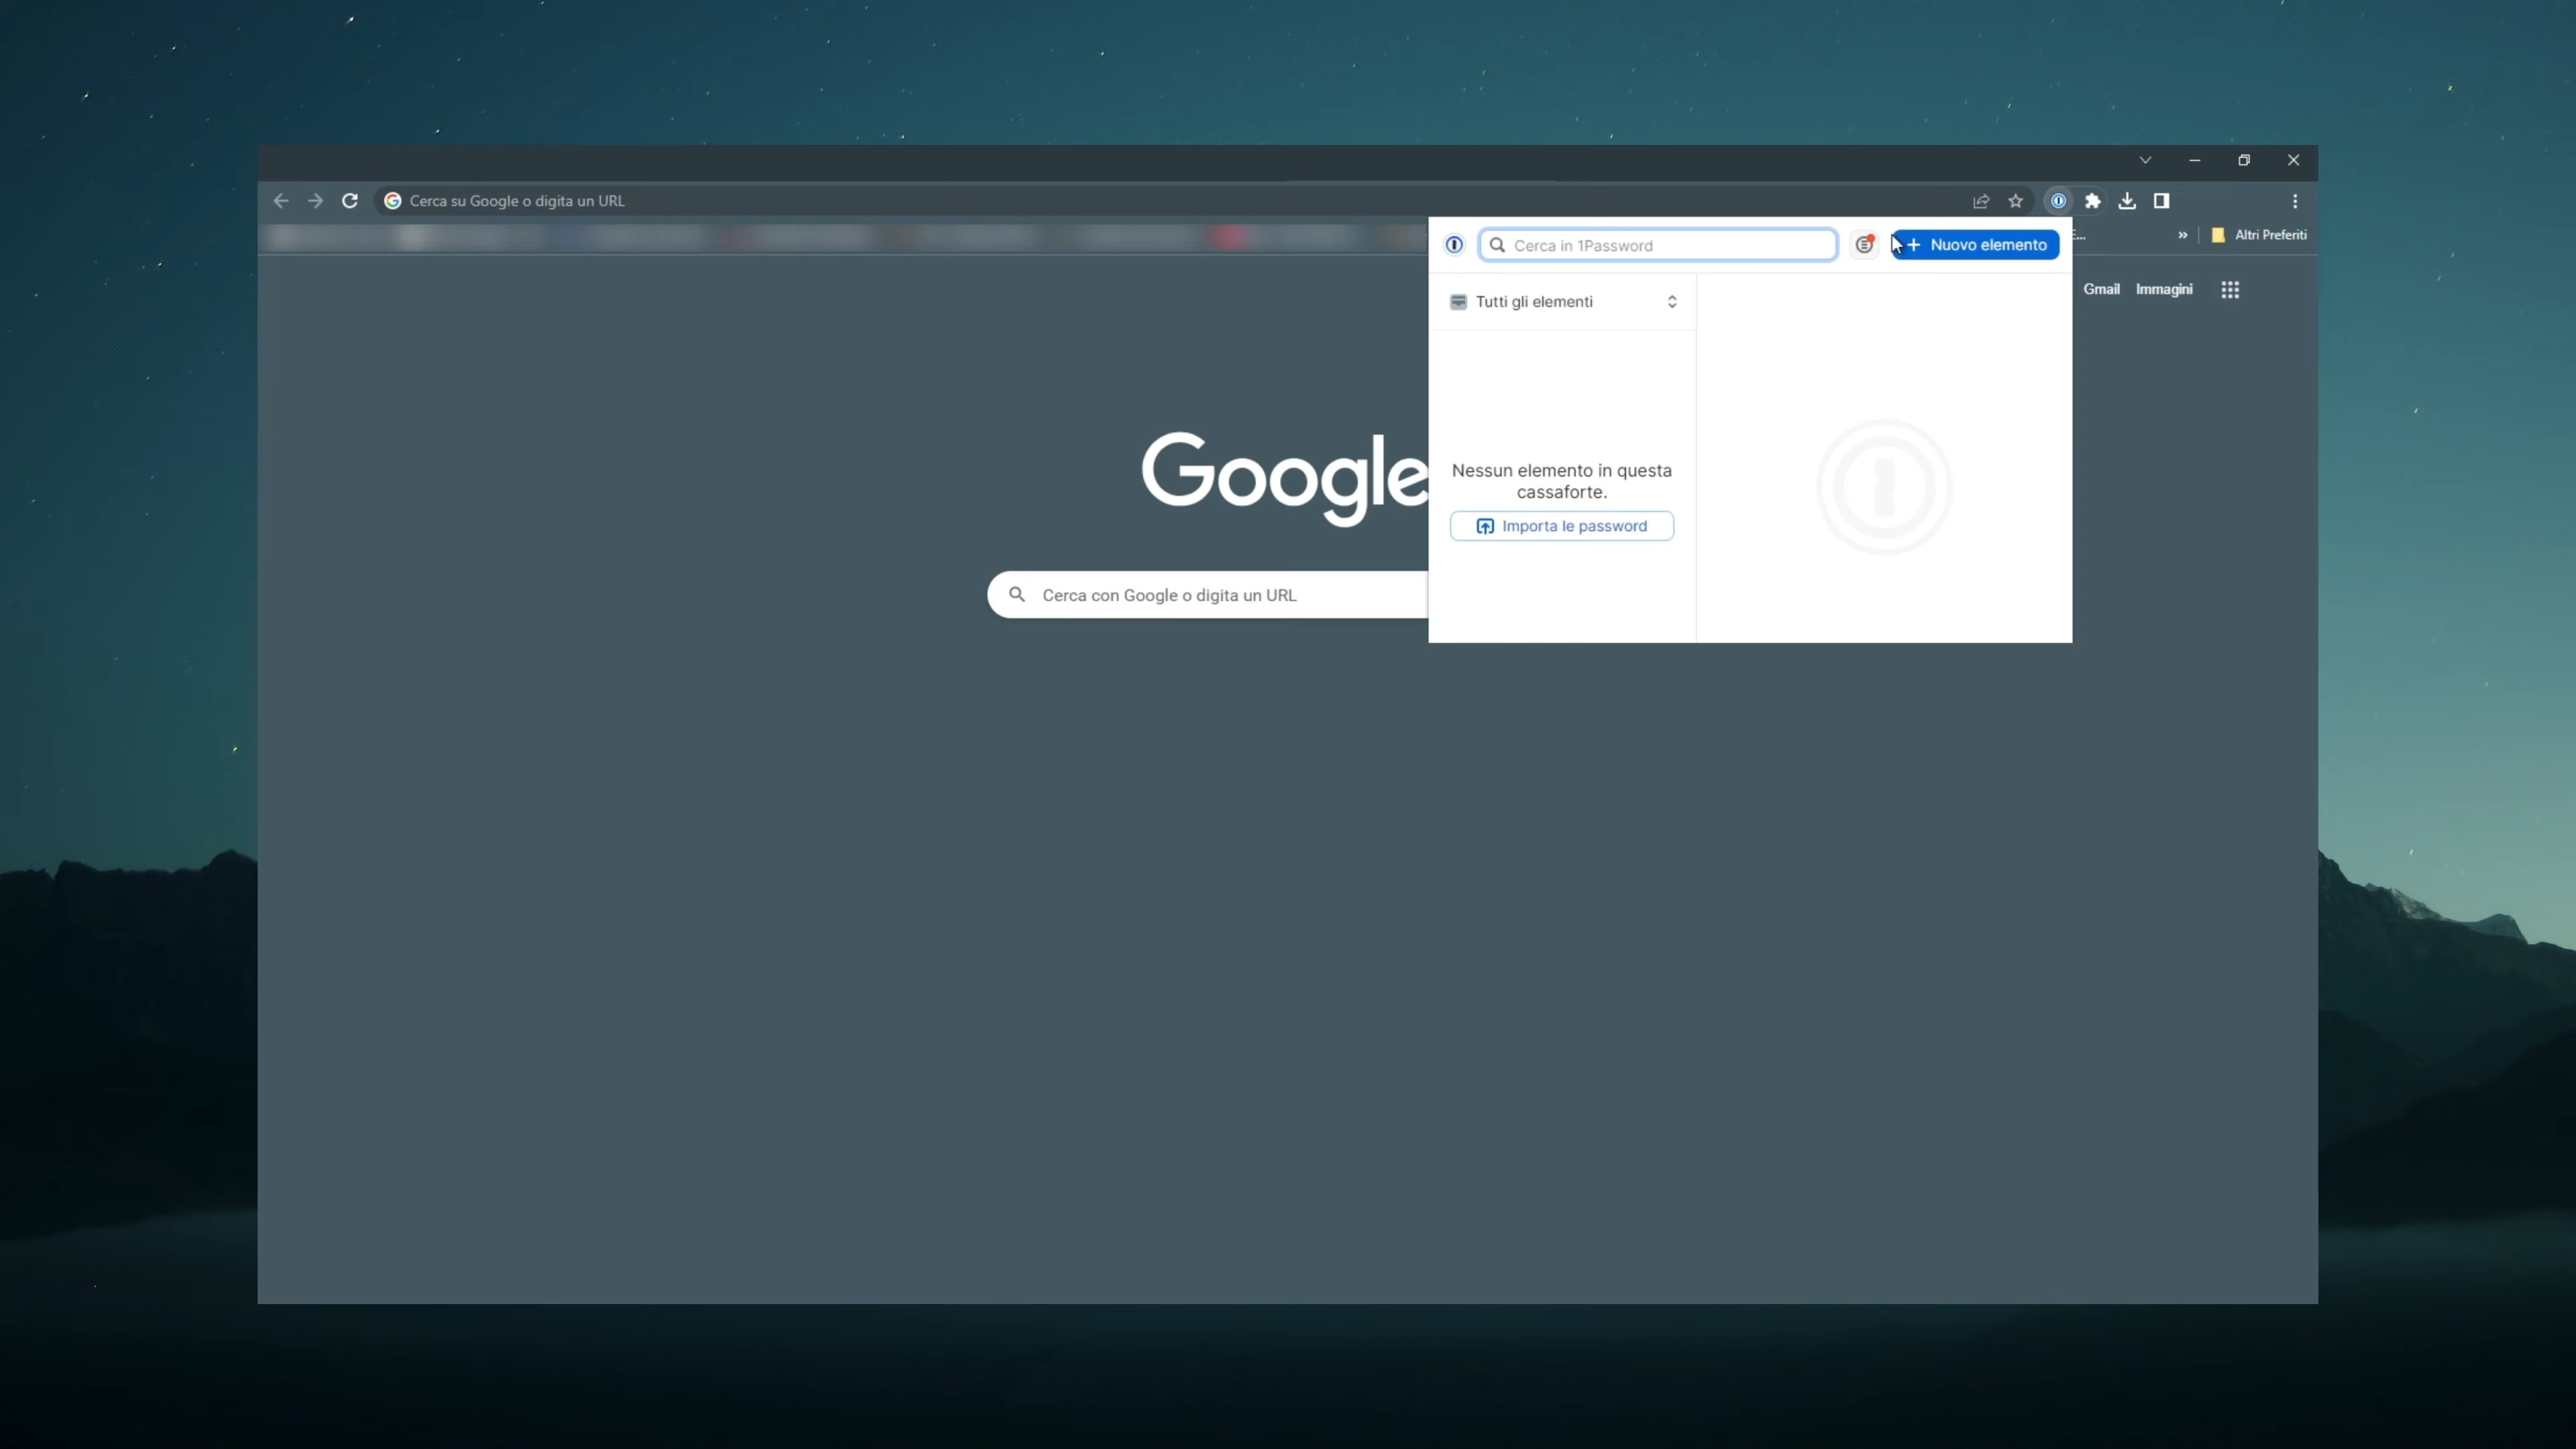 Cerca su Google o digita un URL
Cerca in 1Password
Nuovo elemento
E...
Altri Preferiti
Tutti gli elementi
Gmail Immagini
Google
Nessun elemento in questa
cassaforte.
Importa le password
Cerca con Google o digita un URL